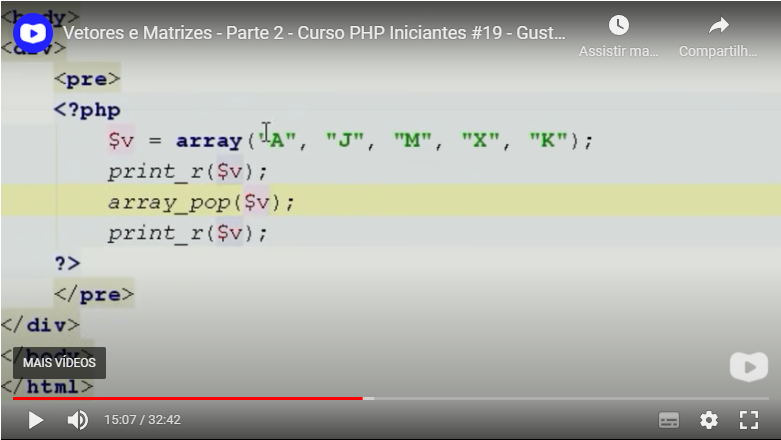 <body>
Vetores e Matrizes - Parte 2 - Curso PHP Iniciantes #19 - Gust...
Assistir ma...
Compartilh...
<div>
<pre>
<?php
$v = array("A", "J", "M", "X", "K");
print_r($v);
array_pop($v);
print_r($v);
?>
</pre>
</div>
</body>
MAIS VÍDEOS
</html>
15:07 / 32:42